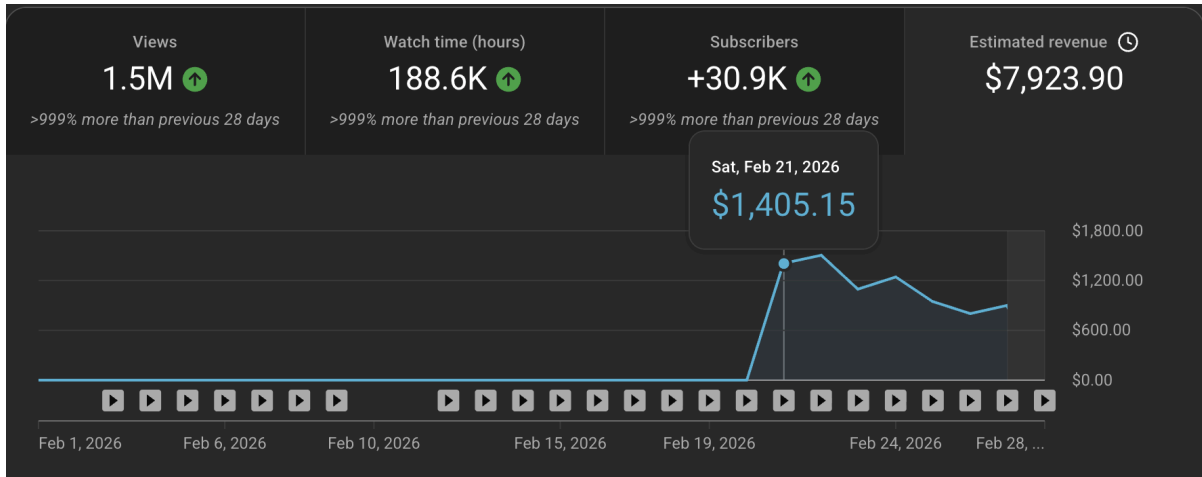 Views
1.5M
>999% more than previous 28 days
Watch time (hours)
188.6K
>999% more than previous 28 days
Subscribers
+30.9K
>999% more than previous 28 days
Estimated revenue
$7,923.90
Sat, Feb 21, 2026
$1,405.15
$1,800.00
$1,200.00
$600.00
$0.00
Feb 1, 2026
Feb 6, 2026
Feb 10, 2026
Feb 15, 2026
Feb 19, 2026
Feb 24, 2026
Feb 28, ...